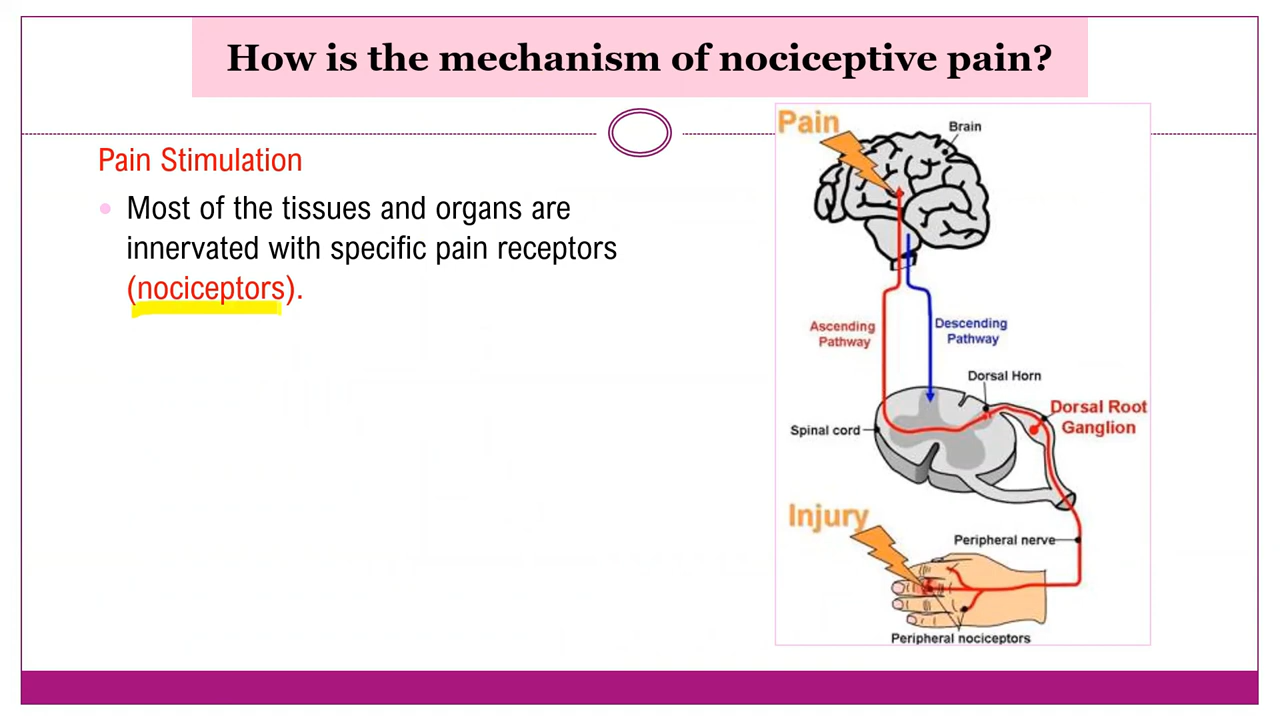 How is the mechanism of nociceptive pain?
Pain Stimulation
Most of the tissues and organs are
innervated with specific pain receptors
(nociceptors).
Pain
Brain
Ascending
Pathway
Descending
Pathway
Dorsal Horn
Dorsal Root
Ganglion
Spinal cord
Injury
Peripheral nerve
Peripheral nociceptors